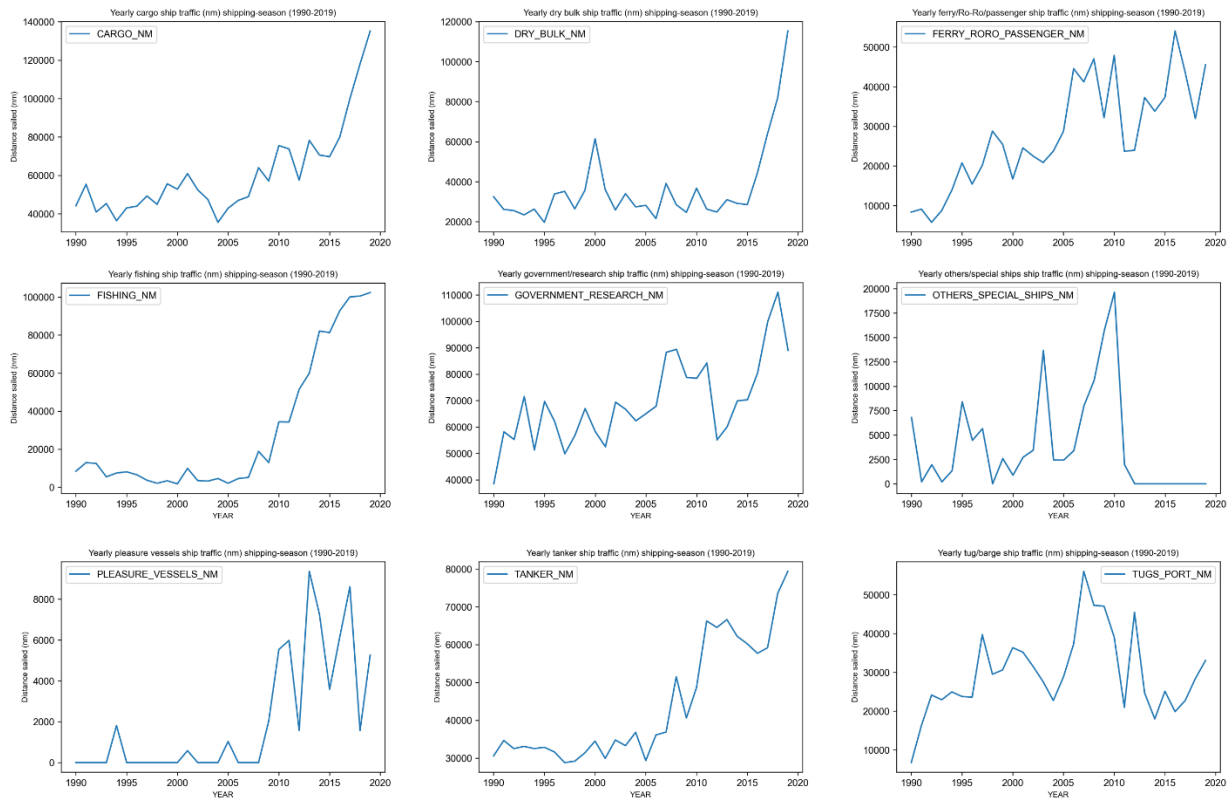 Yearly cargo ship traffic (nm) shipping-season (1990-2019)
CARGO_NM
Distance sailed (nm)
140000
120000
100000
80000
60000
40000
1990 1995 2000 2005 2010 2015 2020
Yearly dry bulk ship traffic (nm) shipping-season (1990-2019)
DRY_BULK_NM
Distance sailed (nm)
120000
100000
80000
60000
40000
20000
1990 1995 2000 2005 2010 2015 2020
Yearly ferry/Ro-Ro/passenger ship traffic (nm) shipping-season (1990-2019)
FERRY_RORO_PASSENGER_NM
Distance sailed (nm)
50000
40000
30000
20000
10000
1990 1995 2000 2005 2010 2015 2020
Yearly fishing ship traffic (nm) shipping-season (1990-2019)
FISHING_NM
Distance sailed (nm)
100000
80000
60000
40000
20000
0
1990 1995 2000 2005 2010 2015 2020
YEAR
Yearly government/research ship traffic (nm) shipping-season (1990-2019)
GOVERNMENT_RESEARCH_NM
Distance sailed (nm)
110000
100000
90000
80000
70000
60000
50000
40000
1990 1995 2000 2005 2010 2015 2020
YEAR
Yearly others/special ships ship traffic (nm) shipping-season (1990-2019)
OTHERS_SPECIAL_SHIPS_NM
Distance sailed (nm)
20000
17500
15000
12500
10000
7500
5000
2500
0
1990 1995 2000 2005 2010 2015 2020
YEAR
Yearly pleasure vessels ship traffic (nm) shipping-season (1990-2019)
PLEASURE_VESSELS_NM
Distance sailed (nm)
8000
6000
4000
2000
0
1990 1995 2000 2005 2010 2015 2020
YEAR
Yearly tanker ship traffic (nm) shipping-season (1990-2019)
TANKER_NM
Distance sailed (nm)
80000
70000
60000
50000
40000
30000
1990 1995 2000 2005 2010 2015 2020
YEAR
Yearly tug/barge ship traffic (nm) shipping-season (1990-2019)
TUGS_PORT_NM
Distance sailed (nm)
50000
40000
30000
20000
10000
1990 1995 2000 2005 2010 2015 2020
YEAR